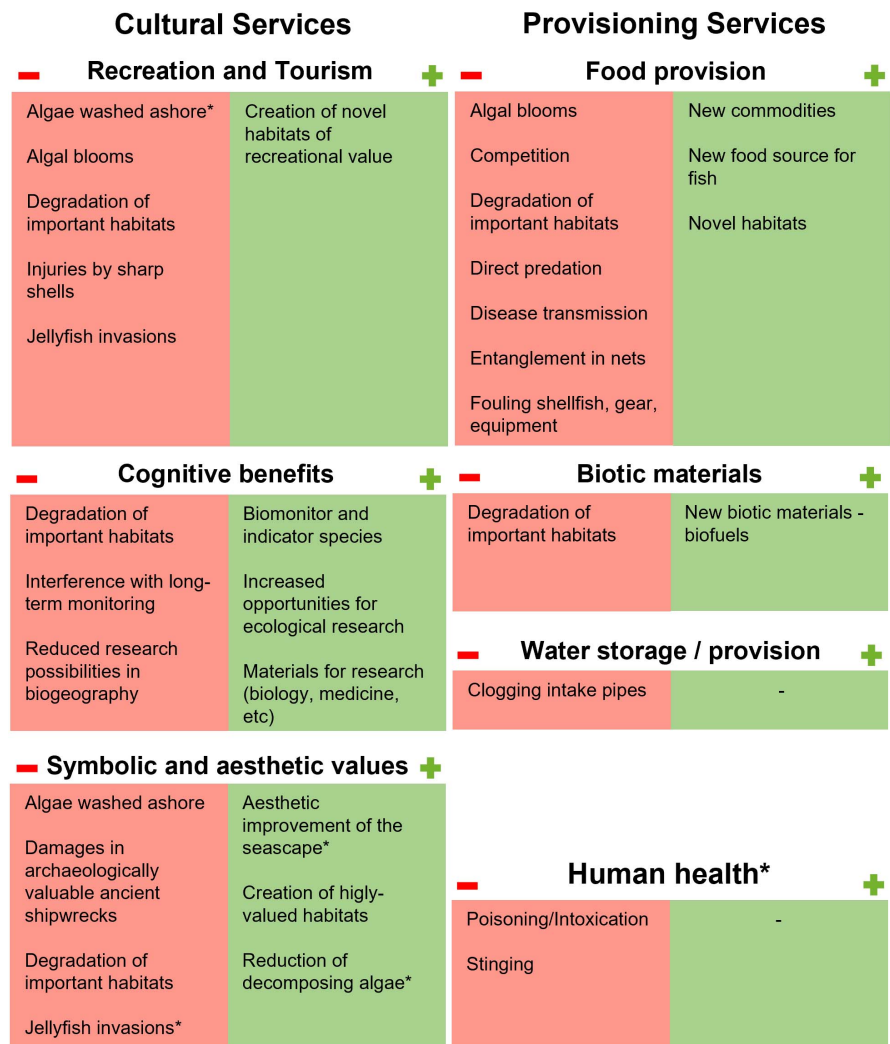 Cultural Services
Recreation and Tourism
Algae washed ashore*
Algal blooms
Degradation of
important habitats
Injuries by sharp
shells
Jellyfish invasions
Creation of novel
habitats of
recreational value
Cognitive benefits
Degradation of
important habitats
Interference with long-
term monitoring
Reduced research
possibilities in
biogeography
Biomonitor and
indicator species
Increased
opportunities for
ecological research
Materials for research
(biology, medicine,
etc)
Symbolic and aesthetic values
Algae washed ashore
Damages in
archaeologically
valuable ancient
shipwrecks
Degradation of
important habitats
Jellyfish invasions*
Aesthetic
improvement of the
seascape*
Creation of higly-
valued habitats
Reduction of
decomposing algae*
Provisioning Services
Food provision
Algal blooms
Competition
Degradation of
important habitats
Direct predation
Disease transmission
Entanglement in nets
Fouling shellfish, gear,
equipment
New commodities
New food source for
fish
Novel habitats
Biotic materials
Degradation of
important habitats
New biotic materials -
biofuels
Water storage / provision
Clogging intake pipes
-
Human health*
Poisoning/Intoxication
Stinging
-